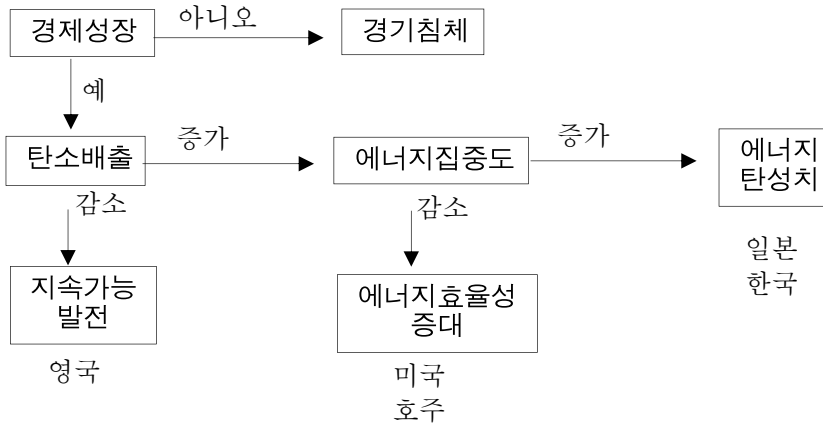 경제성장
아니오
경기침체
예
탄소배출
증가
에너지집중도
증가
에너지
탄성치
감소
감소
일본
한국
지속가능
발전
에너지효율성
증대
영국
미국
호주